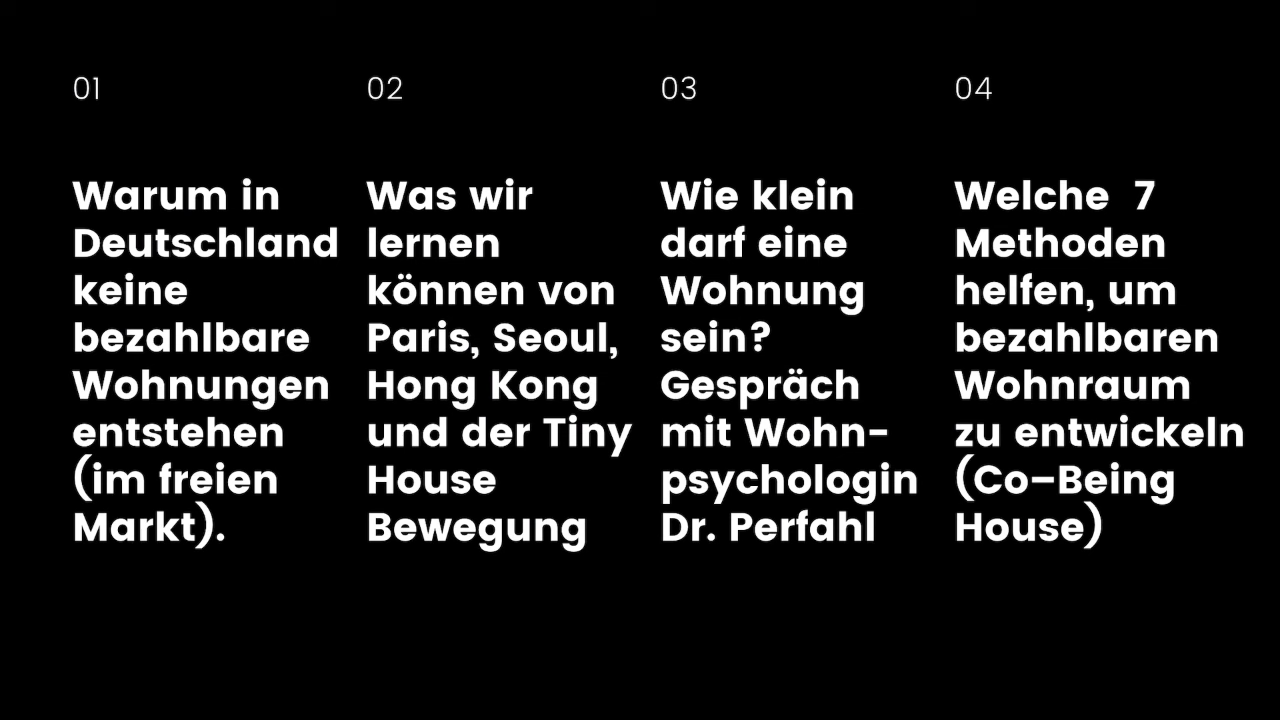 01
Warum in
Deutschland
keine
bezahlbare
Wohnungen
entstehen
(im freien
Markt).
02
Was wir
lernen
können von
Paris, Seoul,
Hong Kong
und der Tiny
House
Bewegung
03
Wie klein
darf eine
Wohnung
sein?
Gespräch
mit Wohn-
psychologin
Dr. Perfahl
04
Welche  7
Methoden
helfen, um
bezahlbaren
Wohnraum
zu entwickeln
(Co–Being
House)